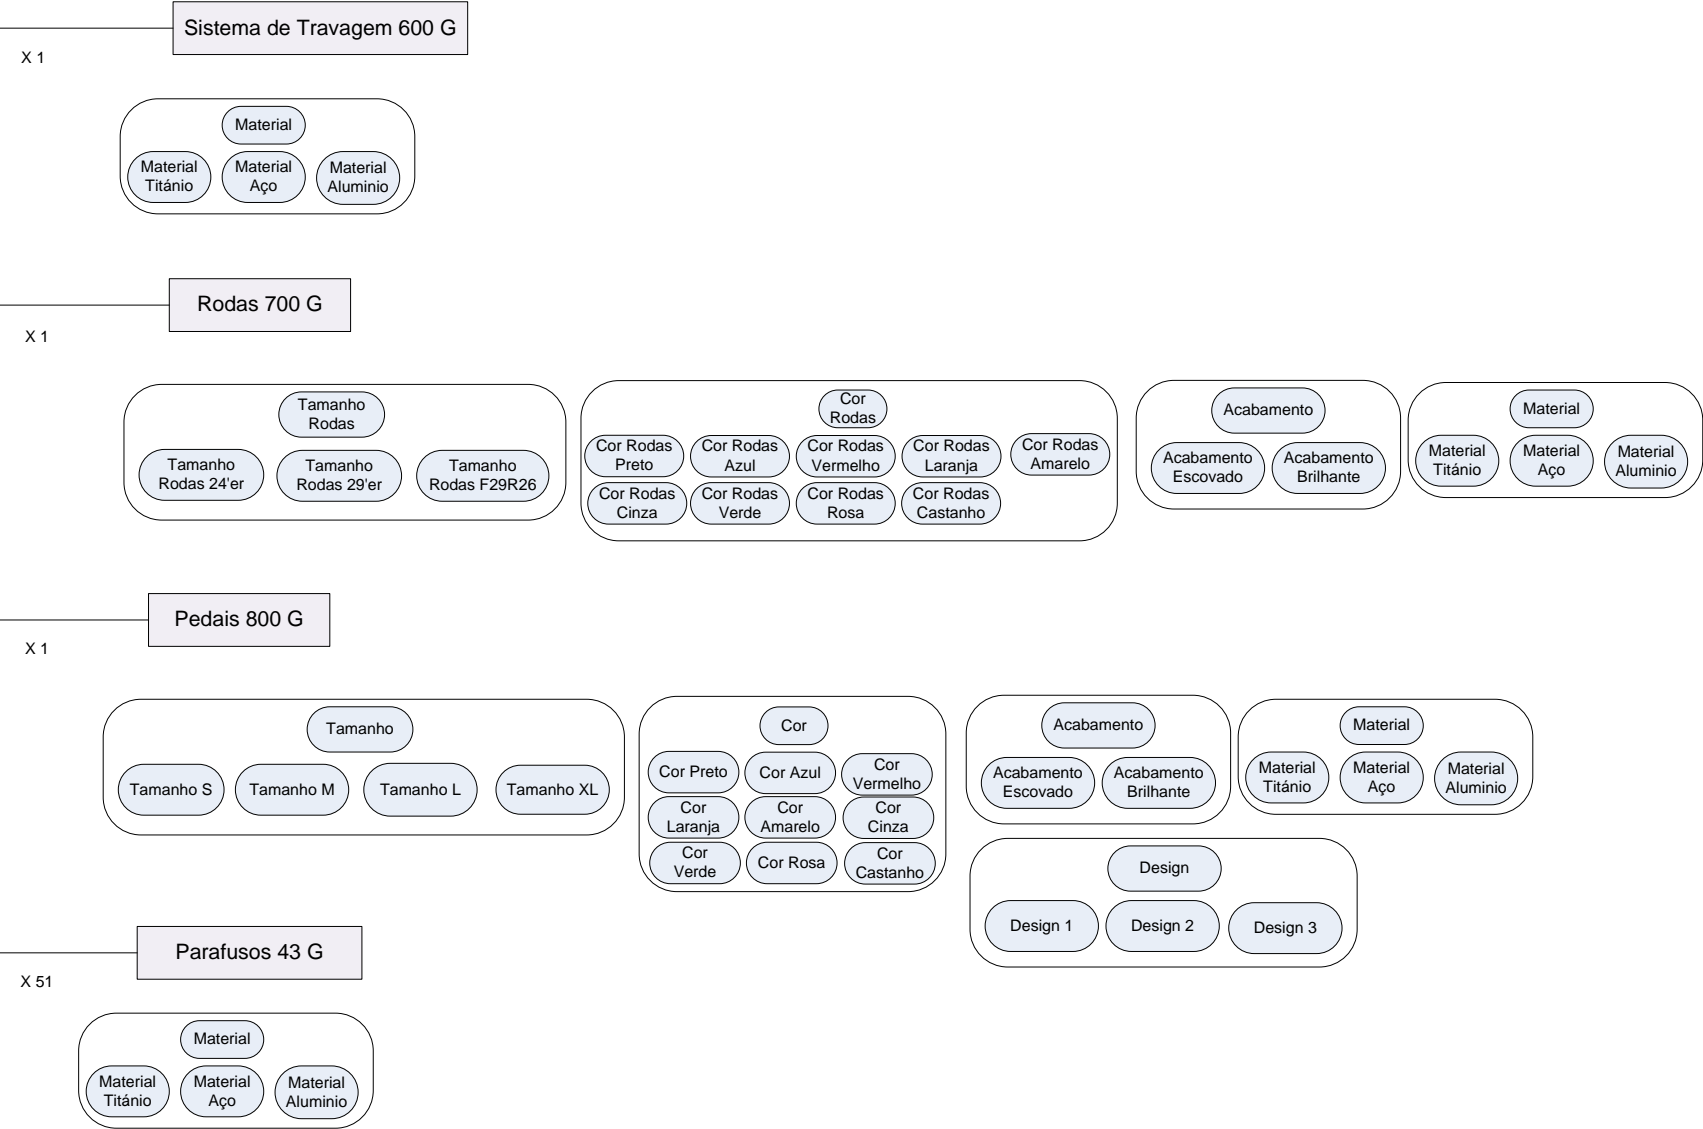 Sistema de Travagem 600 G
X 1
Material
Material
Titánio
Material
Aço
Material
Aluminio
Rodas 700 G
X 1
Tamanho
Rodas
Tamanho
Rodas 24'er
Tamanho
Rodas 29'er
Tamanho
Rodas F29R26
Cor
Rodas
Cor Rodas
Preto
Cor Rodas
Azul
Cor Rodas
Vermelho
Cor Rodas
Laranja
Cor Rodas
Amarelo
Cor Rodas
Cinza
Cor Rodas
Verde
Cor Rodas
Rosa
Cor Rodas
Castanho
Acabamento
Acabamento
Escovado
Acabamento
Brilhante
Material
Material
Titánio
Material
Aço
Material
Aluminio
Pedais 800 G
X 1
Tamanho
Tamanho S
Tamanho M
Tamanho L
Tamanho XL
Cor
Cor Preto
Cor Azul
Cor
Vermelho
Cor
Laranja
Cor
Amarelo
Cor
Cinza
Cor
Verde
Cor Rosa
Cor
Castanho
Acabamento
Acabamento
Escovado
Acabamento
Brilhante
Material
Material
Titánio
Material
Aço
Material
Aluminio
Design
Design 1
Design 2
Design 3
Parafusos 43 G
X 51
Material
Material
Titánio
Material
Aço
Material
Aluminio